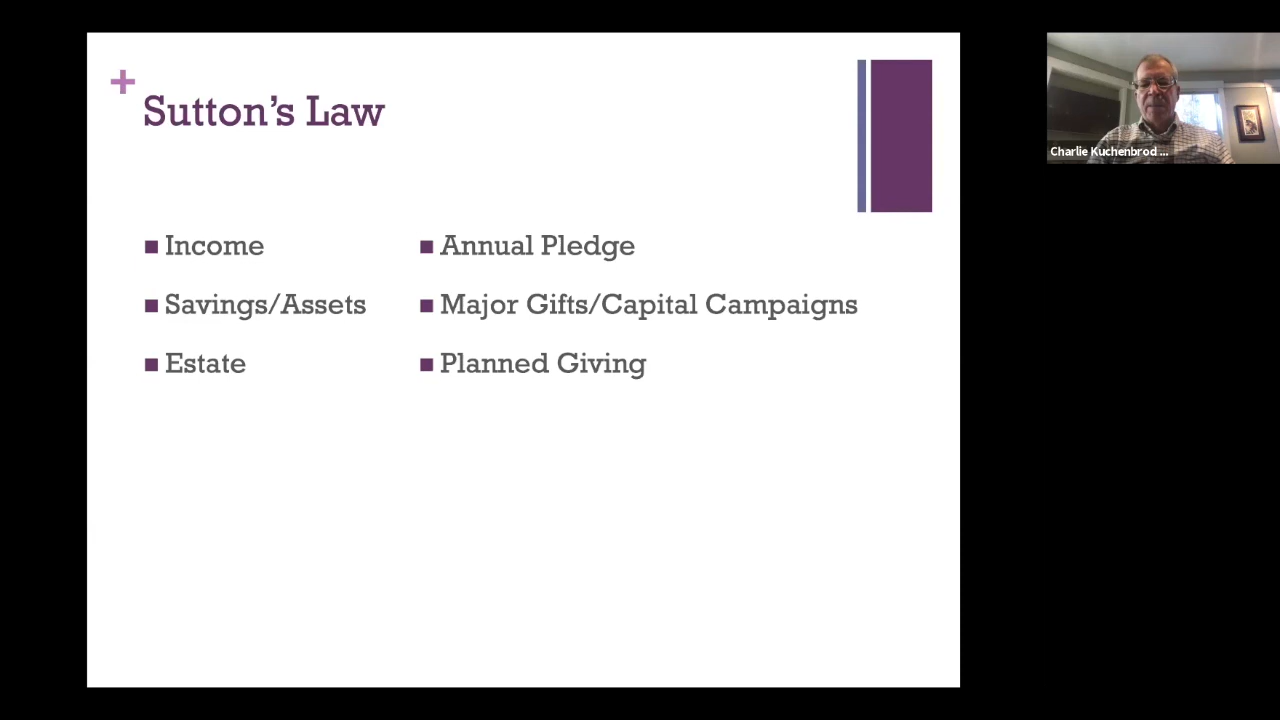 +
Sutton’s Law
Income
Annual Pledge
Savings/Assets
Major Gifts/Capital Campaigns
Estate
Planned Giving
Charlie Kuchenbrod ...